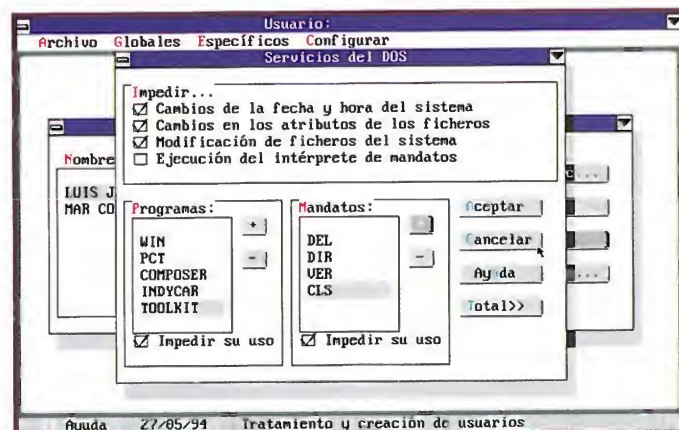 Usuario:
Archivo Globales Específicos Configurar
Servicios del DOS
Impedir...
Cambios de la fecha y hora del sistema
Cambios en los atributos de los ficheros
Modificación de ficheros del sistema
Ejecución del intérprete de mandatos
Nombre
LUIS J
MAR CO
Programas:
+
-
WIN
PCT
COMPOSER
INDYCAR
TOOLKIT
Impedir su uso
Mandatos:
-
DEL
DIR
VER
CLS
Impedir su uso
Aceptar
Cancelar
Ayuda
Total>>
...
...
Ayuda 27/05/94 Tratamiento y creación de usuarios